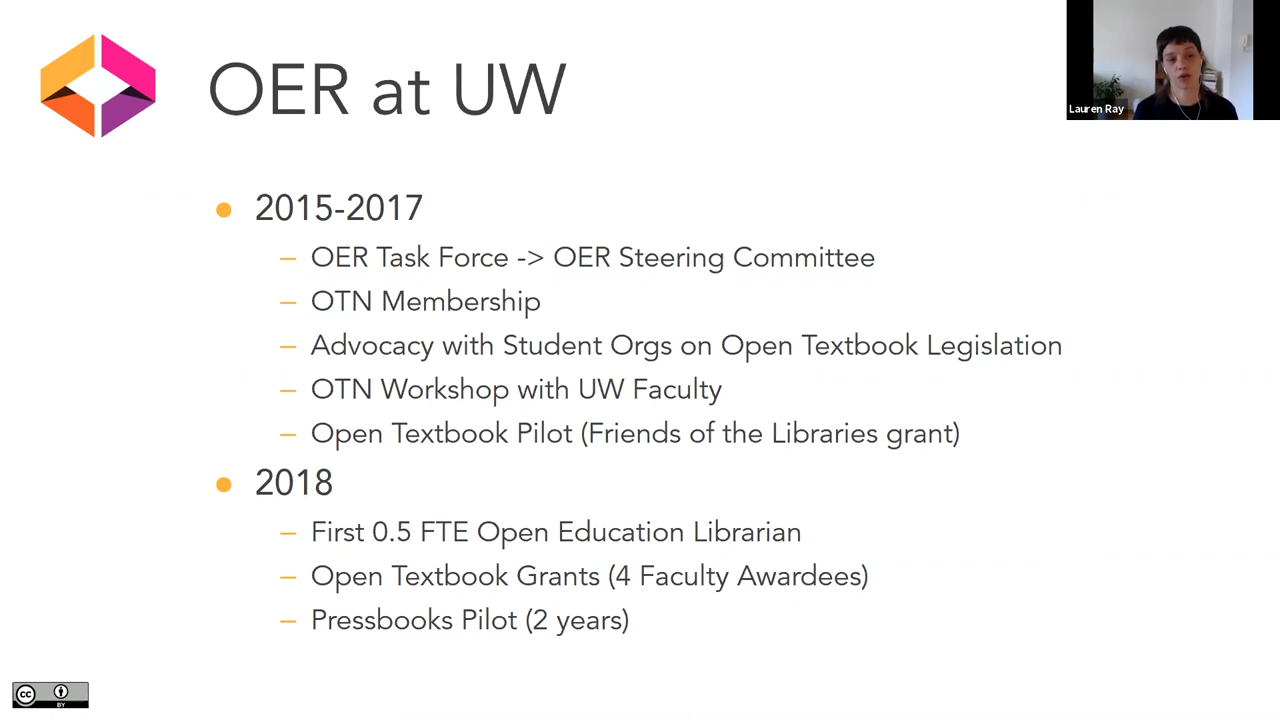 OER at UW
Lauren Ray
2015-2017
– OER Task Force -> OER Steering Committee
– OTN Membership
– Advocacy with Student Orgs on Open Textbook Legislation
– OTN Workshop with UW Faculty
– Open Textbook Pilot (Friends of the Libraries grant)
2018
– First 0.5 FTE Open Education Librarian
– Open Textbook Grants (4 Faculty Awardees)
– Pressbooks Pilot (2 years)
cc
BY